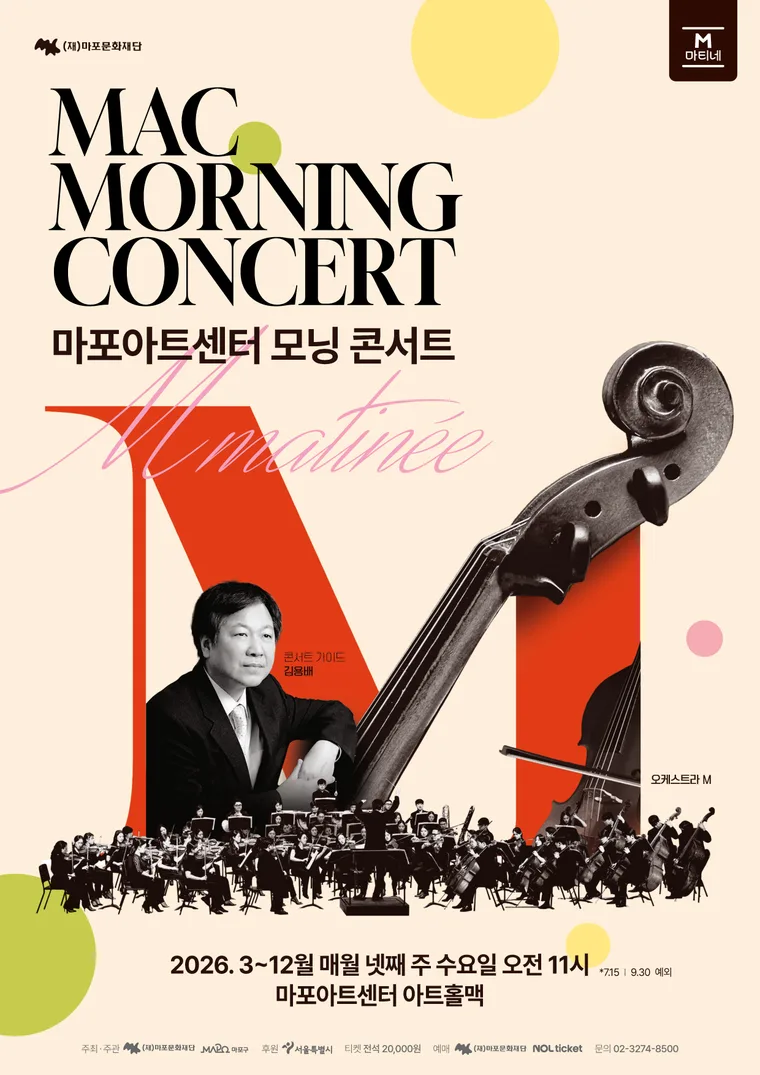 (재)마포문화재단
M
마티네
MAC
MORNING
CONCERT
마포아트센터 모닝 콘서트
M matinée
콘서트 가이드
김용배
오케스트라 M
2026. 3~12월 매월 넷째 주 수요일 오전 11시 *7.15 | 9.30 예외
마포아트센터 아트홀맥
주최·주관 (재)마포문화재단 MAPO 마포구 후원 서울특별시 티켓 전석 20,000원 예매 (재)마포문화재단 NOL ticket 문의 02-3274-8500